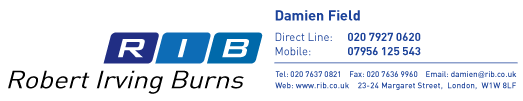 RIB
Robert Irving Burns
Damien Field
Direct Line: 020 7927 0620
Mobile: 07956 125 543
Tel: 020 7637 0821 Fax: 020 7636 9960 Email: damien@rib.co.uk
Web: www.rib.co.uk 23-24 Margaret Street, London, W1W 8LF